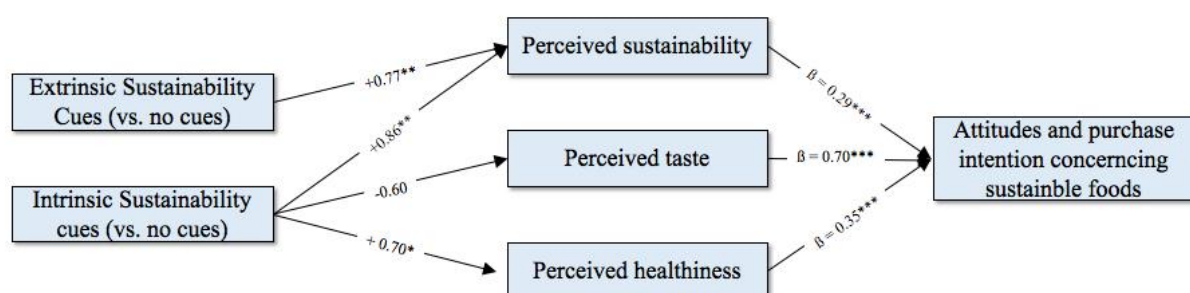 Perceived sustainability
Extrinsic Sustainability
Cues (vs. no cues)
+0.77**
ß = 0.29***
+0.86**
Perceived taste
ß = 0.70***
Attitudes and purchase
intention concerncing
sustainble foods
Intrinsic Sustainability
cues (vs. no cues)
-0.60
+ 0.70*
ß = 0.35***
Perceived healthiness